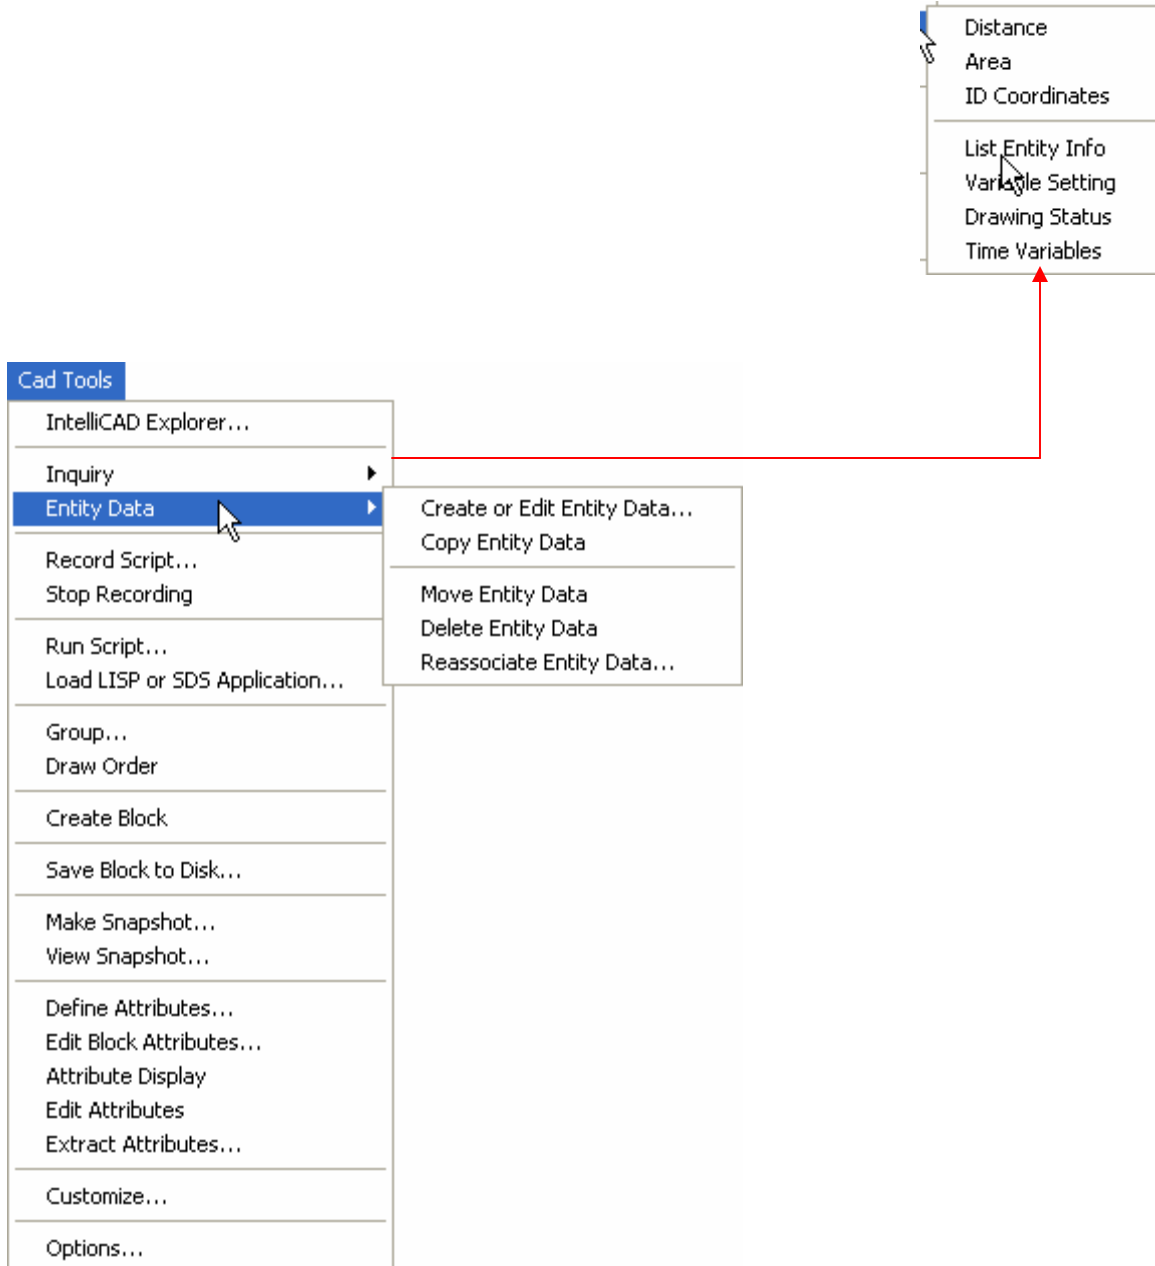 Distance
Area
ID Coordinates
List Entity Info
Variable Setting
Drawing Status
Time Variables
Cad Tools
IntelliCAD Explorer...
Inquiry
Entity Data
Create or Edit Entity Data...
Copy Entity Data
Move Entity Data
Delete Entity Data
Reassociate Entity Data...
Record Script...
Stop Recording
Run Script...
Load LISP or SDS Application...
Group...
Draw Order
Create Block
Save Block to Disk...
Make Snapshot...
View Snapshot...
Define Attributes...
Edit Block Attributes...
Attribute Display
Edit Attributes
Extract Attributes...
Customize...
Options...